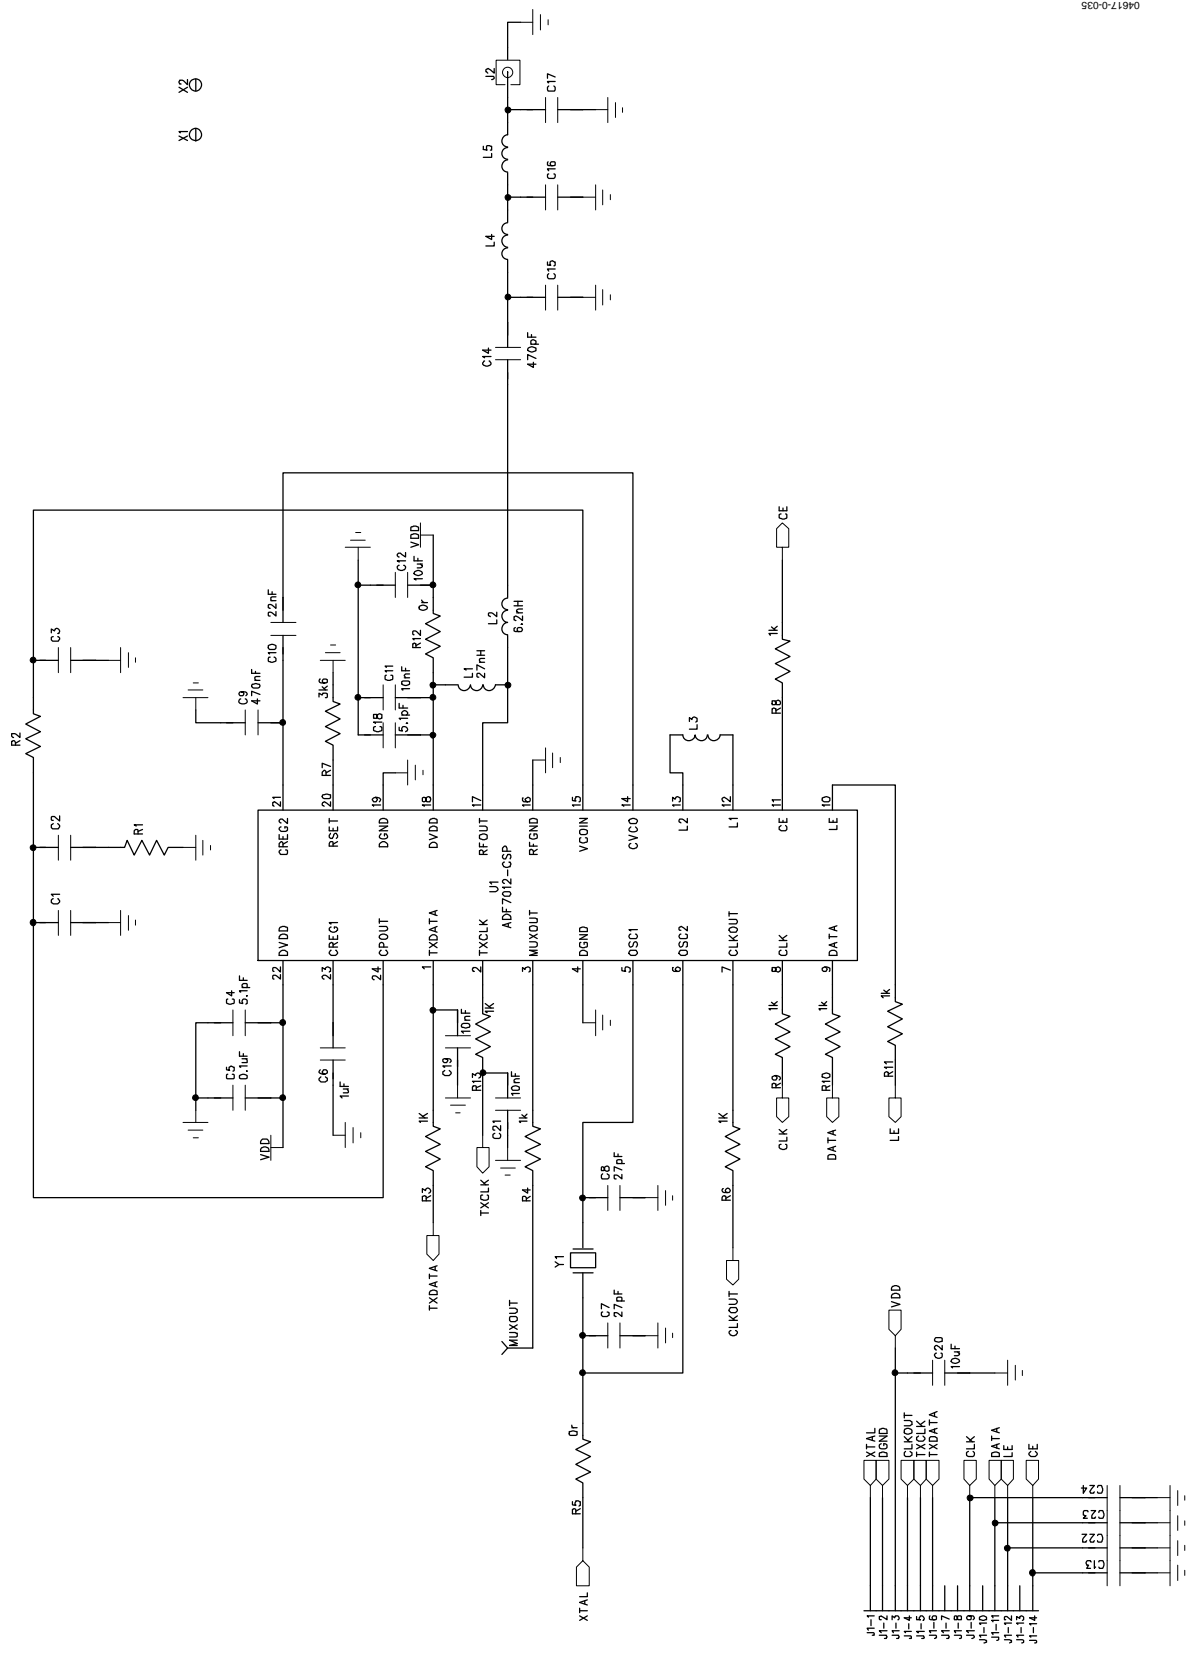 04617-0-035
X2
X1
J2
C17
L5
C16
L4
C15
C14
470pF
R2
C3
22nF
C10
C9
470nF
3k6
R7
C12
10uF
VDD
0r
R12
C11
10nF
C18
5.1pF
L1
27nH
L2
6.2nH
L3
CE
1k
R8
C2
R1
C1
21
20
19
18
17
16
15
14
13
12
11
10
CREG2
RSET
DGND
DVDD
RFOUT
RFGND
VCOIN
CVCO
L2
L1
CE
LE
U1
ADF7012-CSP
DVDD
CREG1
CPOUT
TXDATA
TXCLK
MUXOUT
DGND
OSC1
OSC2
CLKOUT
CLK
DATA
22
23
24
1
2
3
4
5
6
7
8
9
C4
5.1pF
C5
0.1uF
VDD
C6
1uF
C19
10nF
1K
R13
C21
10nF
1K
R3
TXDATA
TXCLK
1k
R4
MUXOUT
C8
27pF
Y1
C7
27pF
1K
R6
CLKOUT
1k
R9
CLK
1k
R10
DATA
1k
R11
LE
0r
R5
XTAL
VDD
C20
10uF
XTAL
DGND
CLKOUT
TXCLK
TXDATA
CLK
DATA
LE
CE
C24
C23
C22
C13
J1-1
J1-2
J1-3
J1-4
J1-5
J1-6
J1-7
J1-8
J1-9
J1-10
J1-11
J1-12
J1-13
J1-14